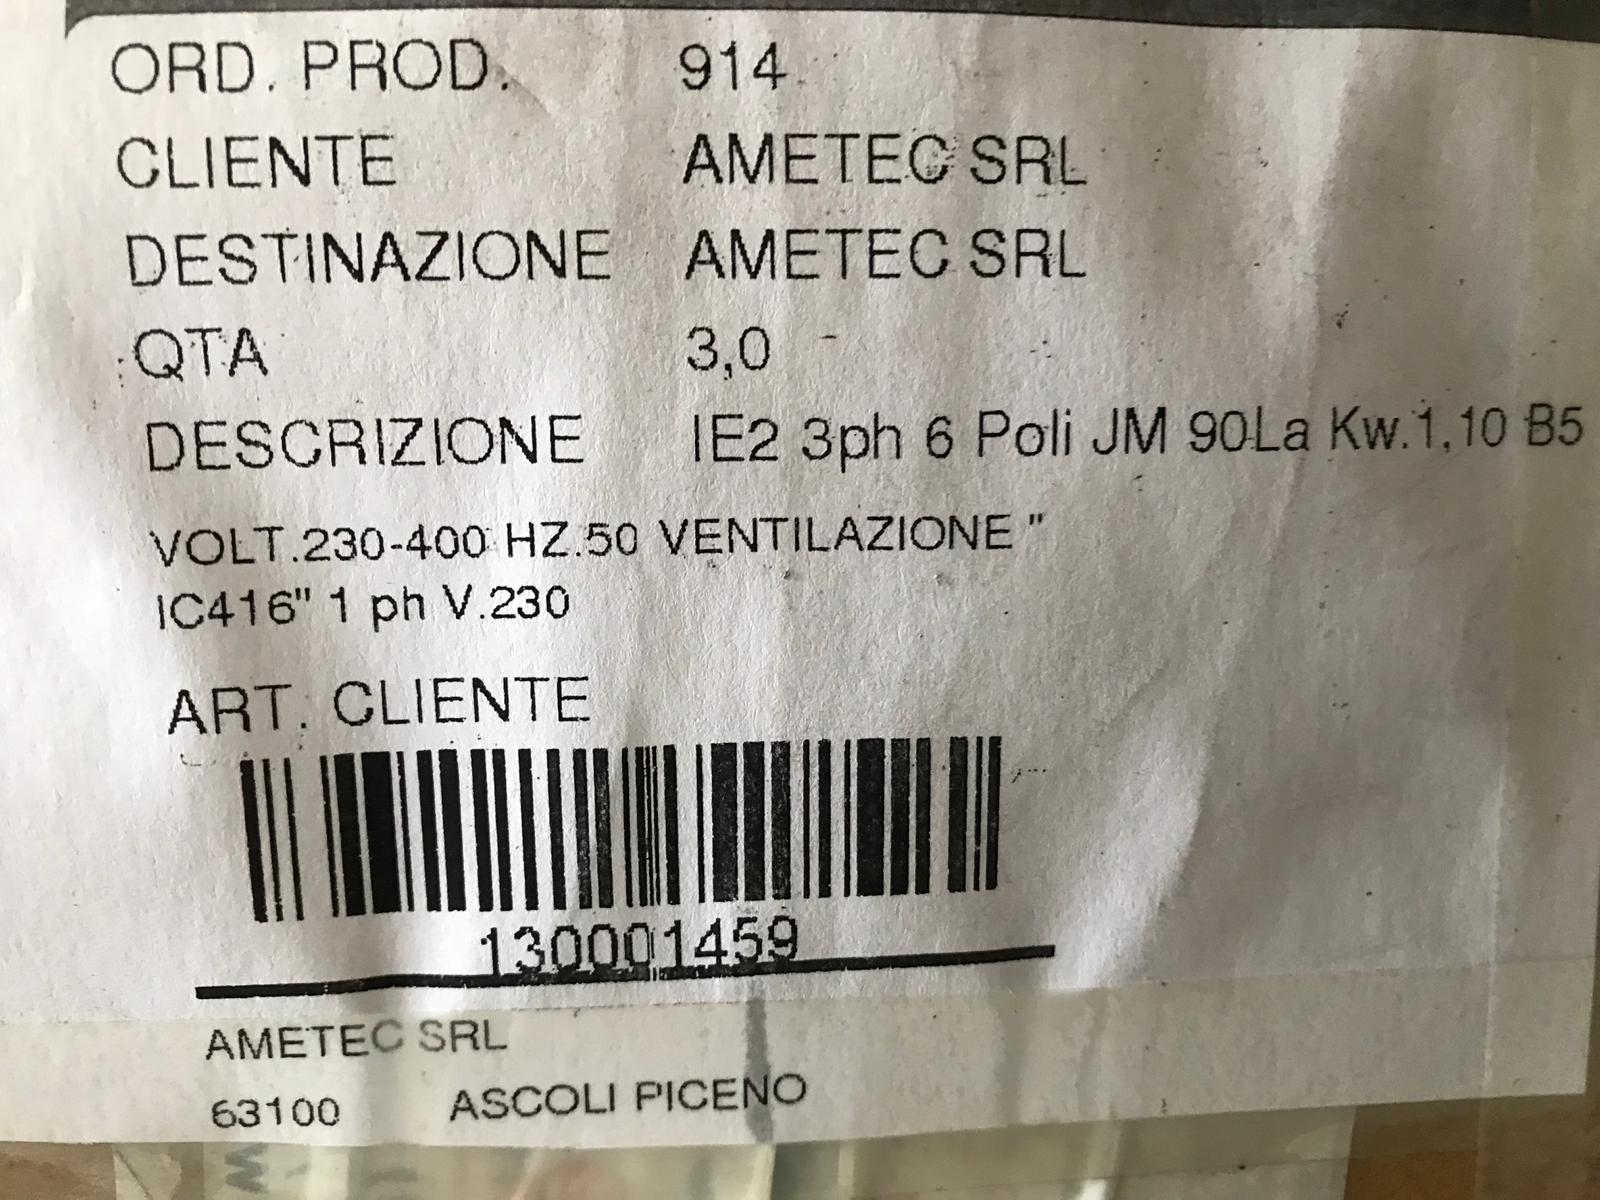 ORD. PROD. 914
CLIENTE AMETEC SRL
DESTINAZIONE AMETEC SRL
QTA 3,0
DESCRIZIONE IE2 3ph 6 Poli JM 90La Kw.1,10 B5
VOLT.230-400 HZ.50 VENTILAZIONE "
IC416" 1 ph V.230
ART. CLIENTE
130001459
AMETEC SRL
63100 ASCOLI PICENO